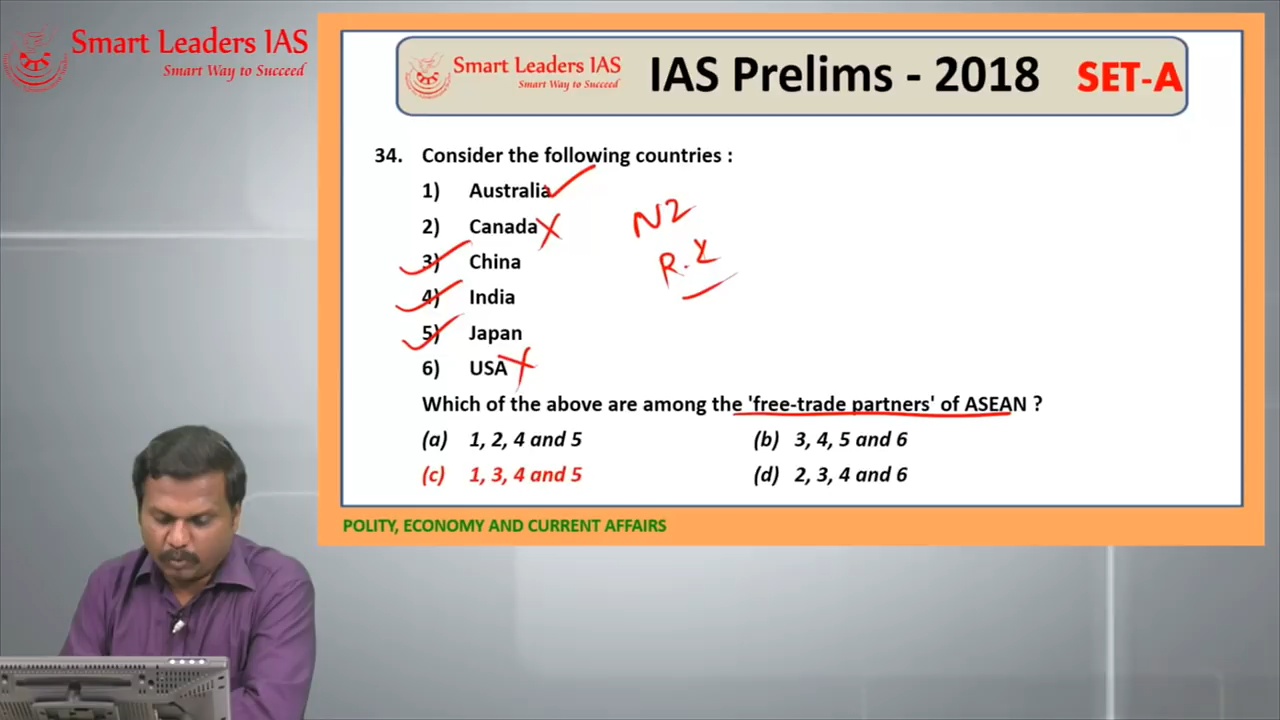 Smart Leaders IAS
Smart Way to Succeed
Smart Leaders IAS
Smart Way to Succeed
IAS Prelims - 2018 SET-A
34. Consider the following countries :
1) Australia
2) Canada
3) China
4) India
5) Japan
6) USA
NZ
Which of the above are among the 'free-trade partners' of ASEAN ?
(a) 1, 2, 4 and 5 (b) 3, 4, 5 and 6
(c) 1, 3, 4 and 5 (d) 2, 3, 4 and 6
POLITY, ECONOMY AND CURRENT AFFAIRS